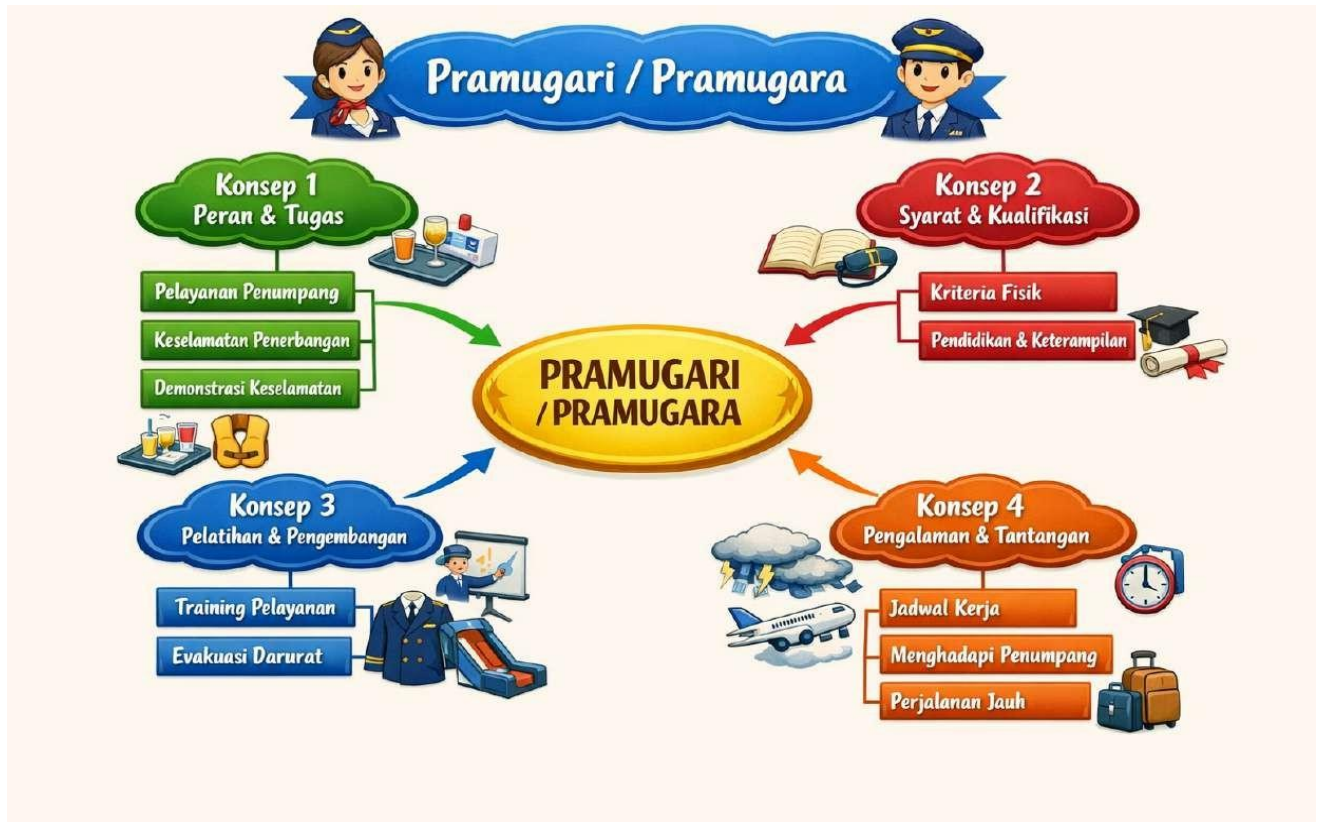 Pramugari / Pramugara
Konsep 1
Peran & Tugas
Pelayanan Penumpang
Keselamatan Penerbangan
Demonstrasi Keselamatan
Konsep 2
Syarat & Kualifikasi
Kriteria Fisik
Pendidikan & Keterampilan
PRAMUGARI
/ PRAMUGARA
Konsep 3
Pelatihan & Pengembangan
Training Pelayanan
Evakuasi Darurat
Konsep 4
Pengalaman & Tantangan
Jadwal Kerja
Menghadapi Penumpang
Perjalanan Jauh